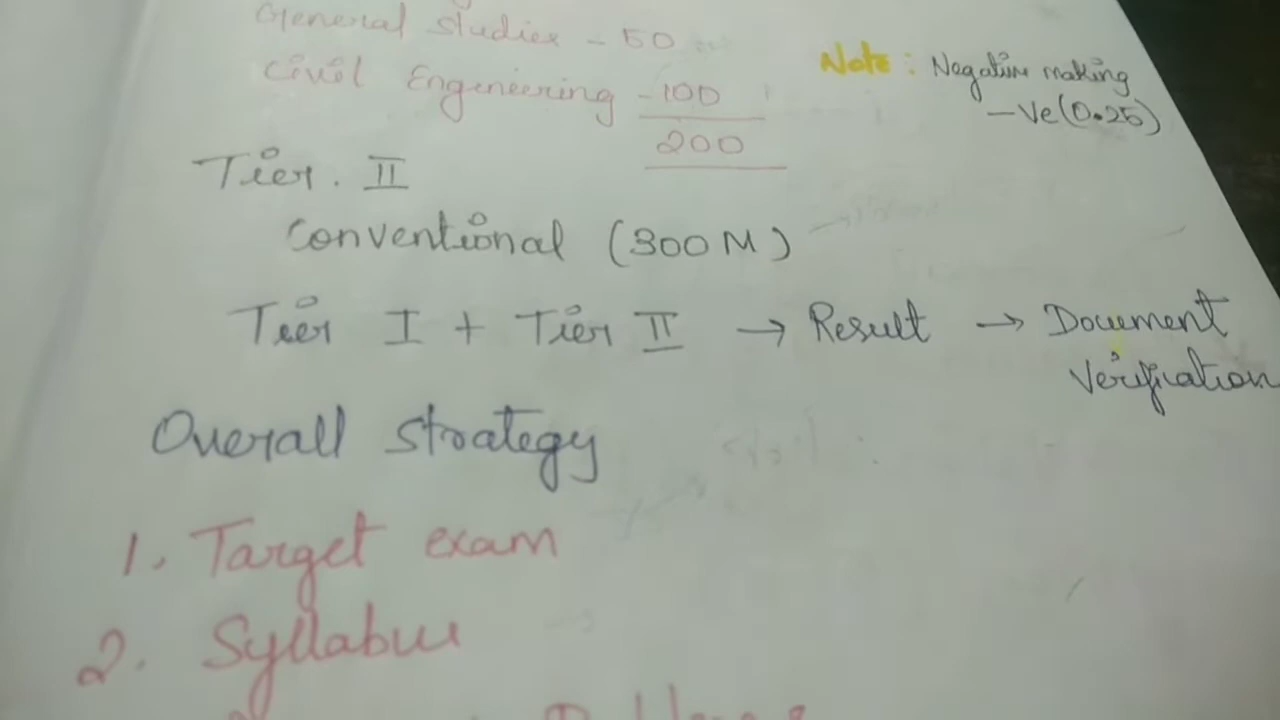 General studies - 50
Civil Engineering - 100
200
Note : Negative making
- Ve (0.25)
Tier. II
Conventional (300 M)
Tier I + Tier II → Result → Document
Verification
Overall strategy
1. Target exam
2. Syllabus